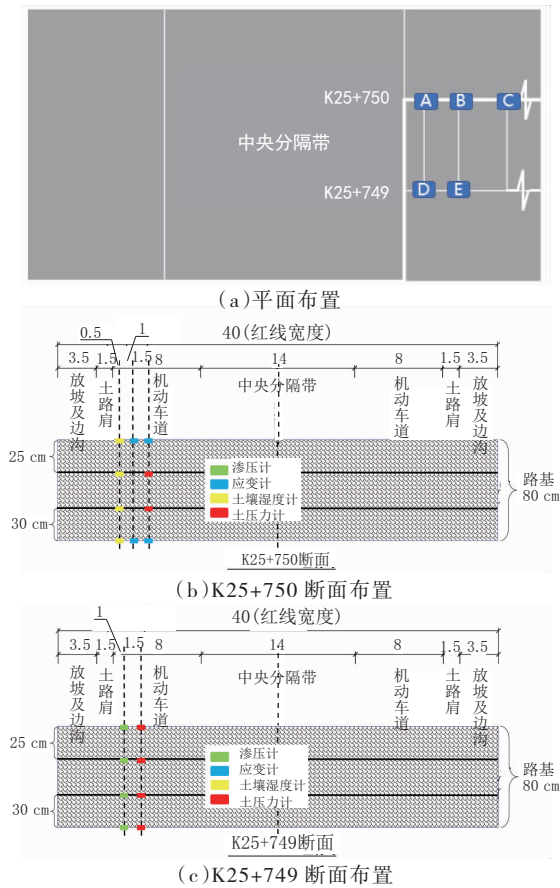 K25+750
A B C
中央分隔带
K25+749
D E
(a)平面布置
0.5 1
40(红线宽度)
3.5 1.5 1.5 8 14 8 1.5 3.5
放坡及边沟
土路肩
机动车道
中央分隔带
机动车道
土路肩
放坡及边沟
25 cm
30 cm
渗压计
应变计
土壤湿度计
土压力计
路基
80 cm
K25+750断面
(b)K25+750 断面布置
1
40(红线宽度)
3.5 1.5 1.5 8 14 8 1.5 3.5
放坡及边沟
土路肩
机动车道
中央分隔带
机动车道
土路肩
放坡及边沟
25 cm
30 cm
渗压计
应变计
土壤湿度计
土压力计
路基
80 cm
K25+749断面
(c)K25+749 断面布置